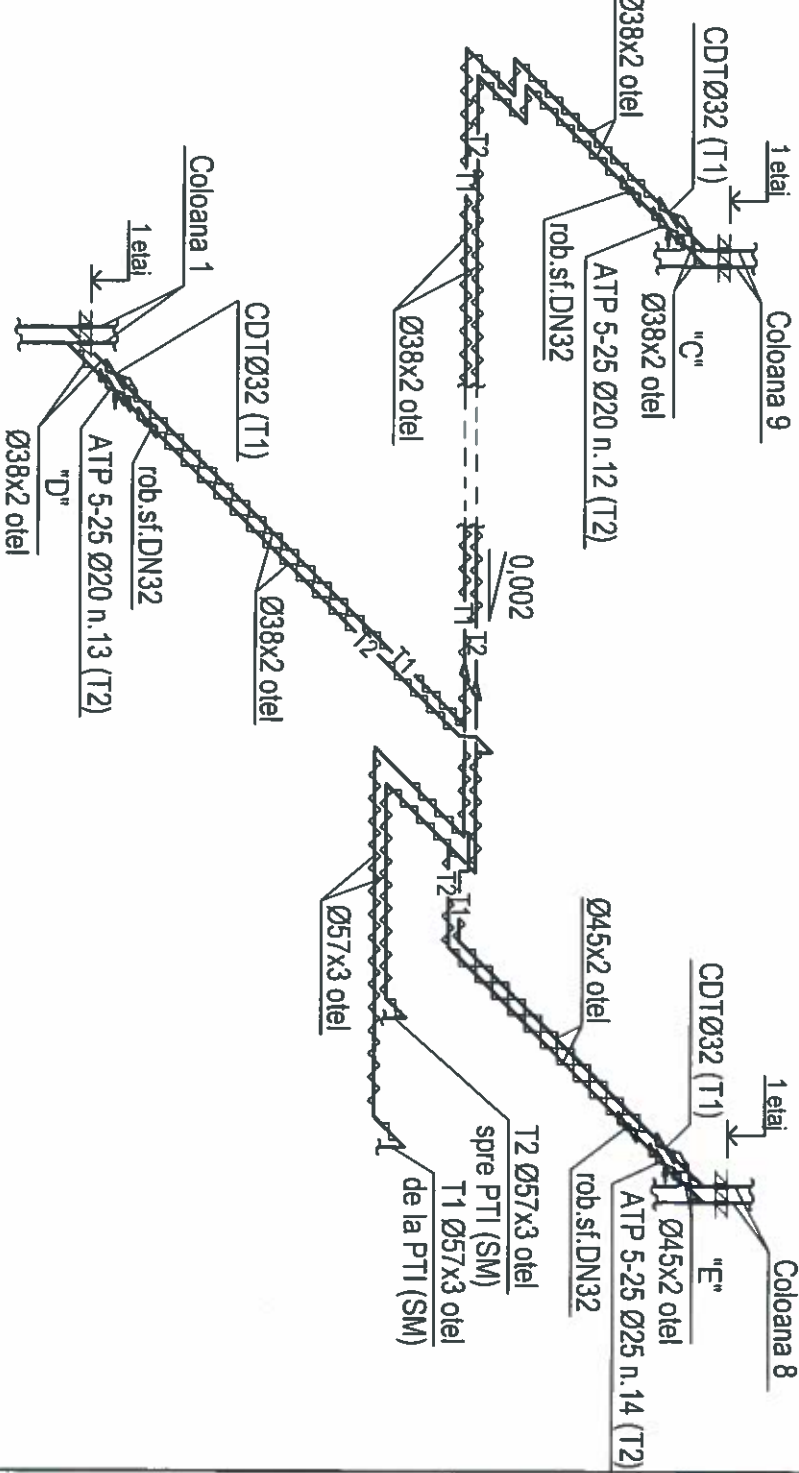 Ø38x2 otel
CDTØ32 (T1)
1 etaj
Coloana 9
"C"
Ø38x2 otel
ATP 5-25 Ø20 n.12 (T2)
rob.sf.DN32
T2
T1
Ø38x2 otel
0,002
T1
T2
Coloana 1
1 etaj
CDTØ32 (T1)
rob.sf.DN32
ATP 5-25 Ø20 n.13 (T2)
"D"
Ø38x2 otel
Ø38x2 otel
T1
T2
CDTØ32 (T1)
1 etaj
Coloana 8
"E"
Ø45x2 otel
ATP 5-25 Ø25 n.14 (T2)
rob.sf.DN32
Ø45x2 otel
T1
T2
Ø57x3 otel
T2 Ø57x3 otel
spre PTI (SM)
T1 Ø57x3 otel
de la PTI (SM)